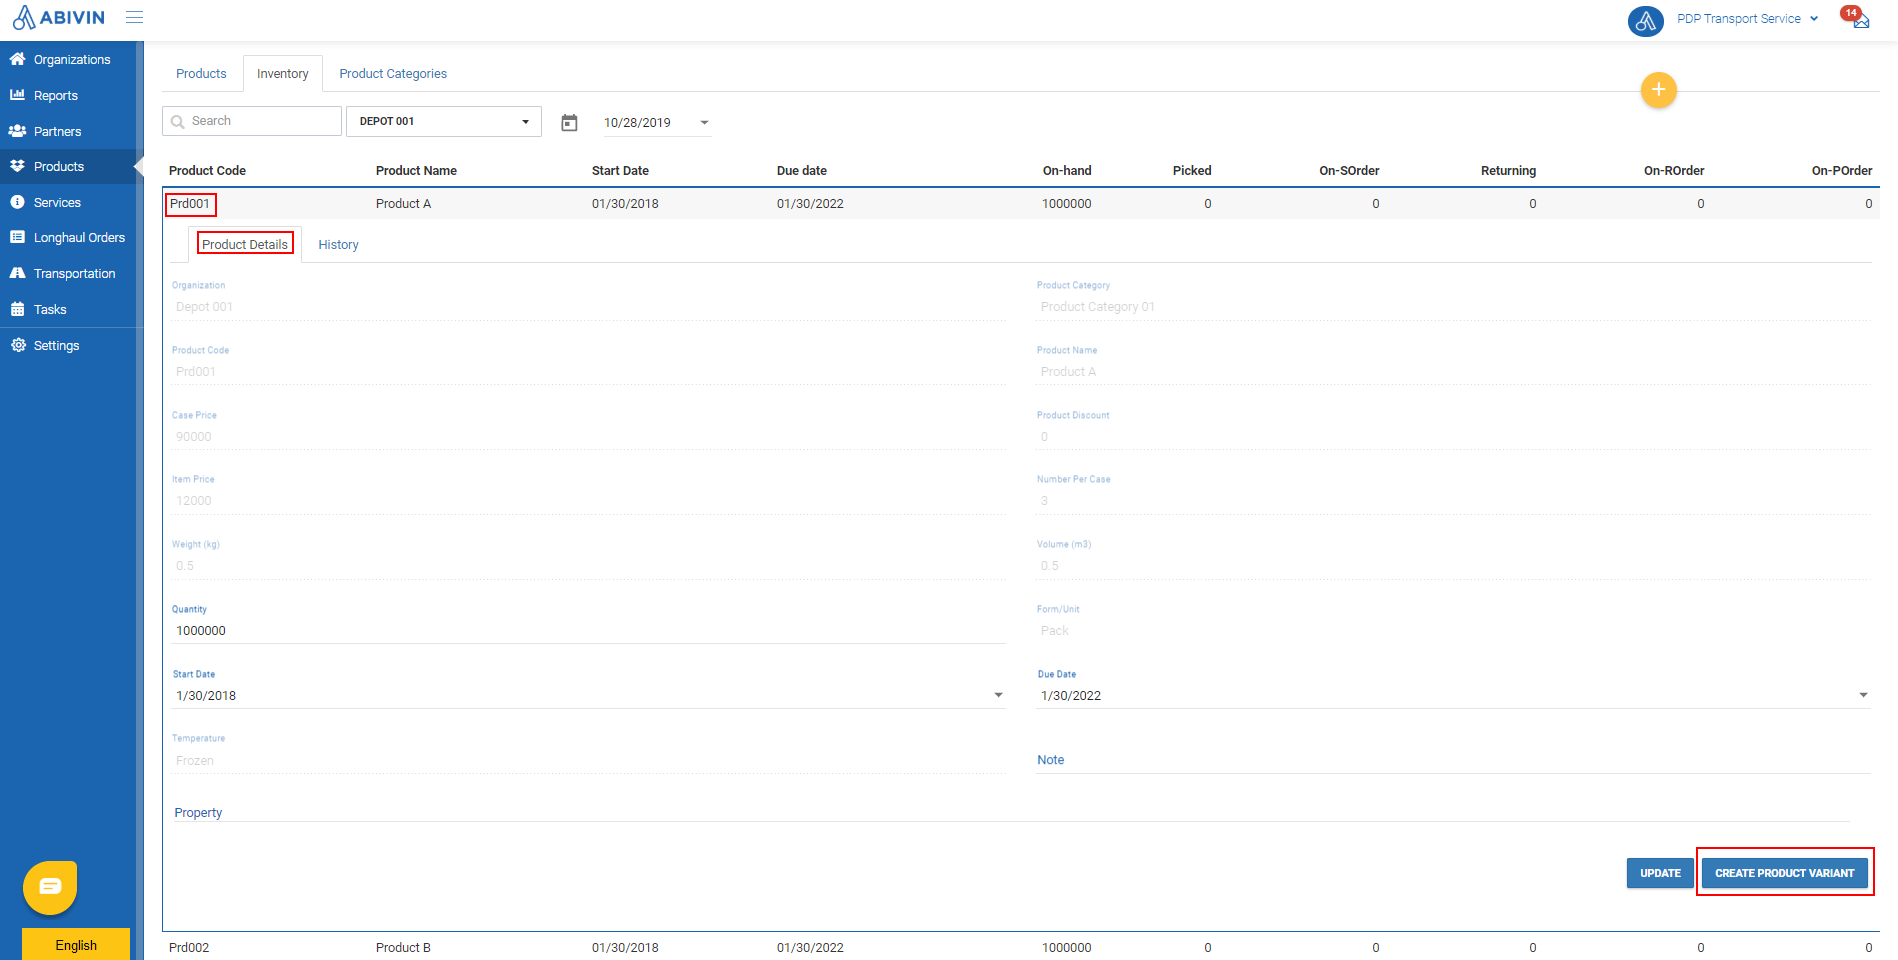 ABIVIN
PDP Transport Service
14
Organizations
Reports
Partners
Products
Services
Longhaul Orders
Transportation
Tasks
Settings
English
Products Inventory Product Categories
+
Search DEPOT 001 10/28/2019
Product Code Product Name Start Date Due date On-hand Picked On-SOrder Returning On-ROrder On-POrder
Prd001 Product A 01/30/2018 01/30/2022 1000000 0 0 0 0 0
Product Details History
Organization Product Category
Depot 001 Product Category 01
Product Code Product Name
Prd001 Product A
Case Price Product Discount
90000 0
Item Price Number Per Case
12000 3
Weight (kg) Volume (m3)
0.5 0.5
Quantity Form/Unit
1000000 Pack
Start Date Due Date
1/30/2018 1/30/2022
Temperature
Frozen Note
Property
UPDATE CREATE PRODUCT VARIANT
Prd002 Product B 01/30/2018 01/30/2022 1000000 0 0 0 0 0